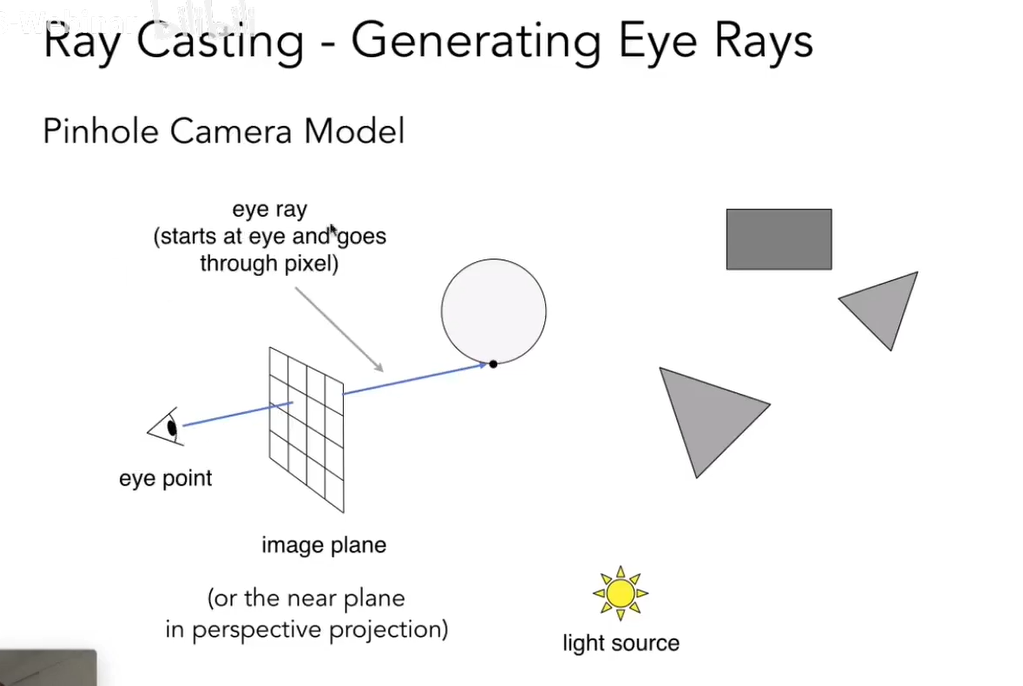 Ray Casting - Generating Eye Rays
Pinhole Camera Model
eye ray
(starts at eye and goes
through pixel)
eye point
image plane
(or the near plane
in perspective projection)
light source